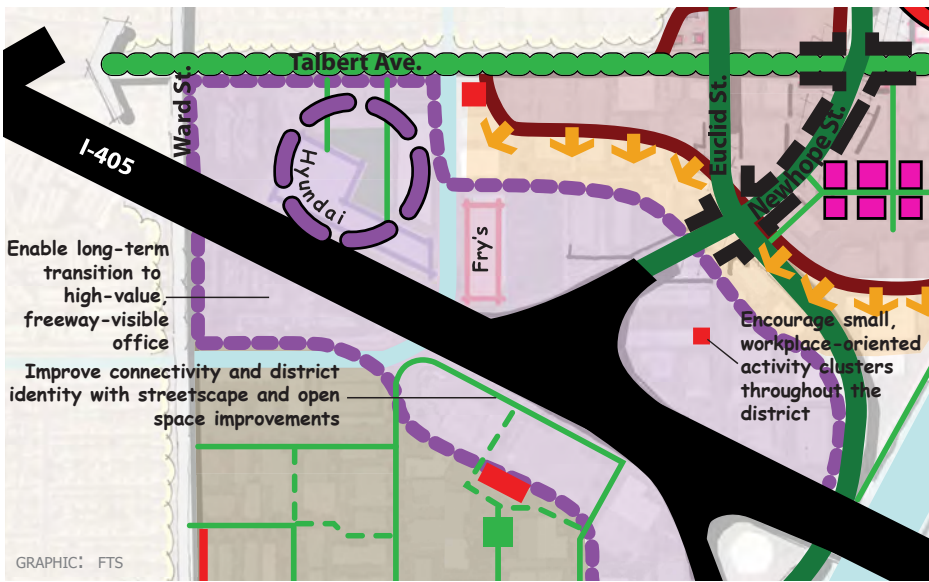 Talbert Ave.
Ward St.
I-405
Hyundai
Fry's
Euclid St.
Newhope St.
Enable long-term
transition to
high-value,
freeway-visible
office
Improve connectivity and district
identity with streetscape and open
space improvements
Encourage small,
workplace-oriented
activity clusters
throughout the
district
GRAPHIC: FTS